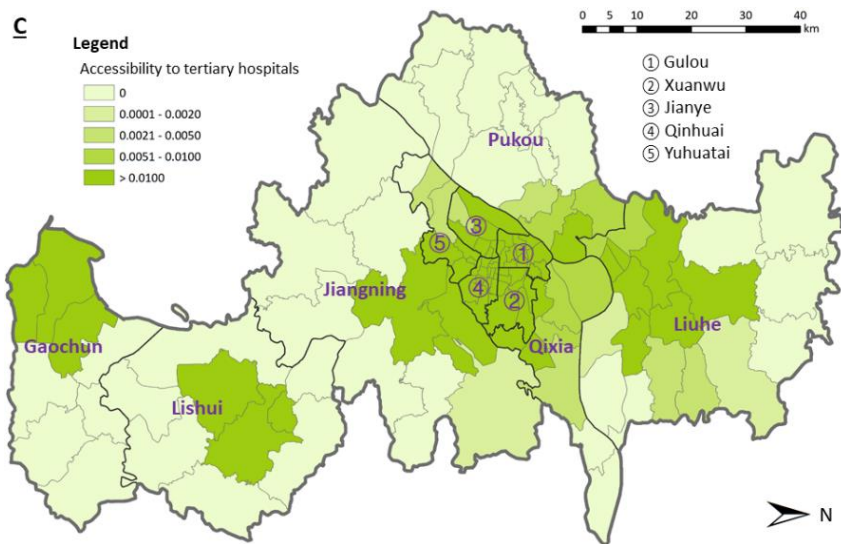 C
Legend
Accessibility to tertiary hospitals
0
0.0001 - 0.0020
0.0021 - 0.0050
0.0051 - 0.0100
> 0.0100
0 5 10 20 30 40
km
① Gulou
② Xuanwu
③ Jianye
④ Qinhuai
⑤ Yuhuatai
Pukou
③
⑤
①
④
②
Jiangning
Liuhe
Gaochun
Qixia
Lishui
N